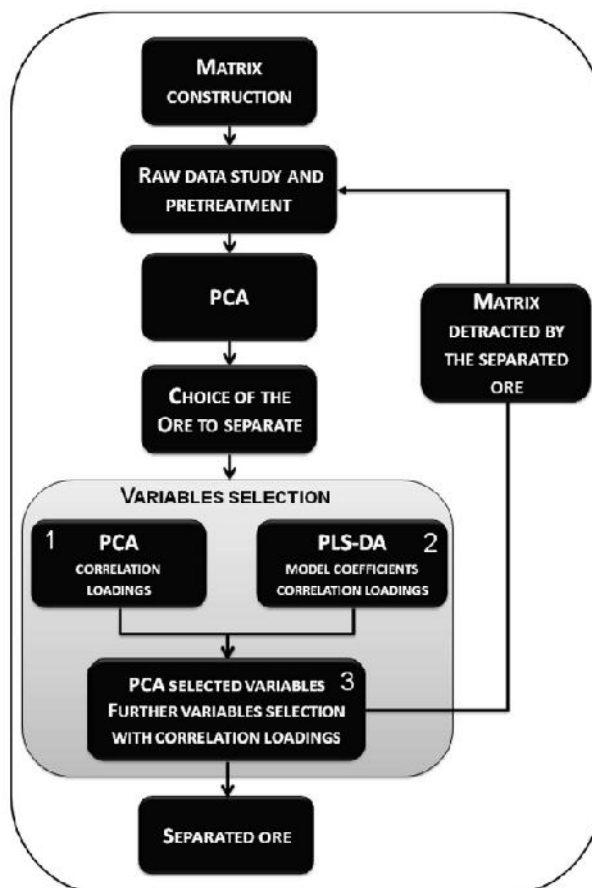 MATRIX
CONSTRUCTION
RAW DATA STUDY AND
PRETREATMENT
PCA
MATRIX
DETRACTED BY
THE SEPARATED
ORE
CHOICE OF THE
ORE TO SEPARATE
VARIABLES SELECTION
1
PCA
CORRELATION
LOADINGS
2
PLS-DA
MODEL COEFFICIENTS
CORRELATION LOADINGS
3
PCA SELECTED VARIABLES
FURTHER VARIABLES SELECTION
WITH CORRELATION LOADINGS
SEPARATED ORE